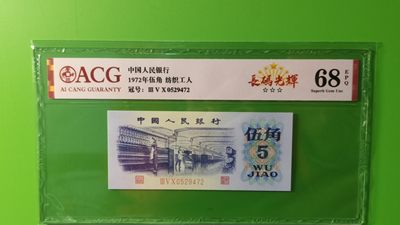 ACG
AI CANG GUARANTY
中国人民银行
1972年伍角 纺织工人
冠号: III V X 0529472
長碼光輝
68 EPQ
Superb Gem Unc
中国人民银行
伍角
5
WU
JIAO
III V X 0529472